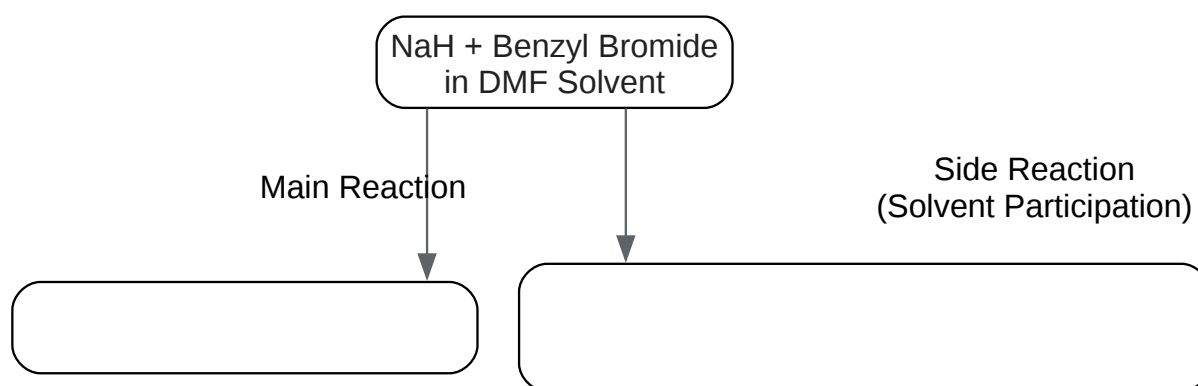 NaH + Benzyl Bromide
in DMF Solvent
Main Reaction
Side Reaction
(Solvent Participation)